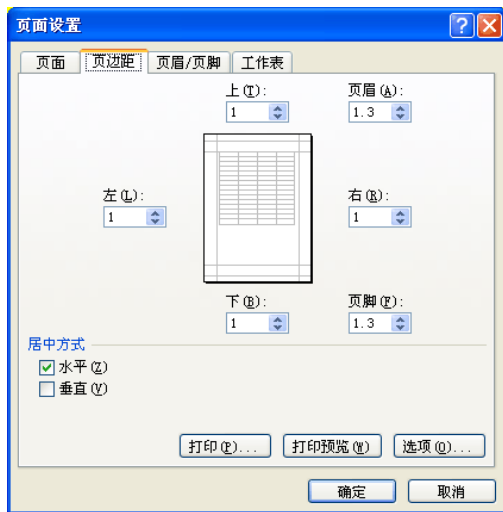 页面设置
页面 页边距 页眉/页脚 工作表
上(T): 页眉(A):
1 1.3
左(L): 右(R):
1 1
下(B): 页脚(F):
1 1.3
居中方式
水平(Z)
垂直(V)
打印(P)... 打印预览(W) 选项(O)...
确定 取消